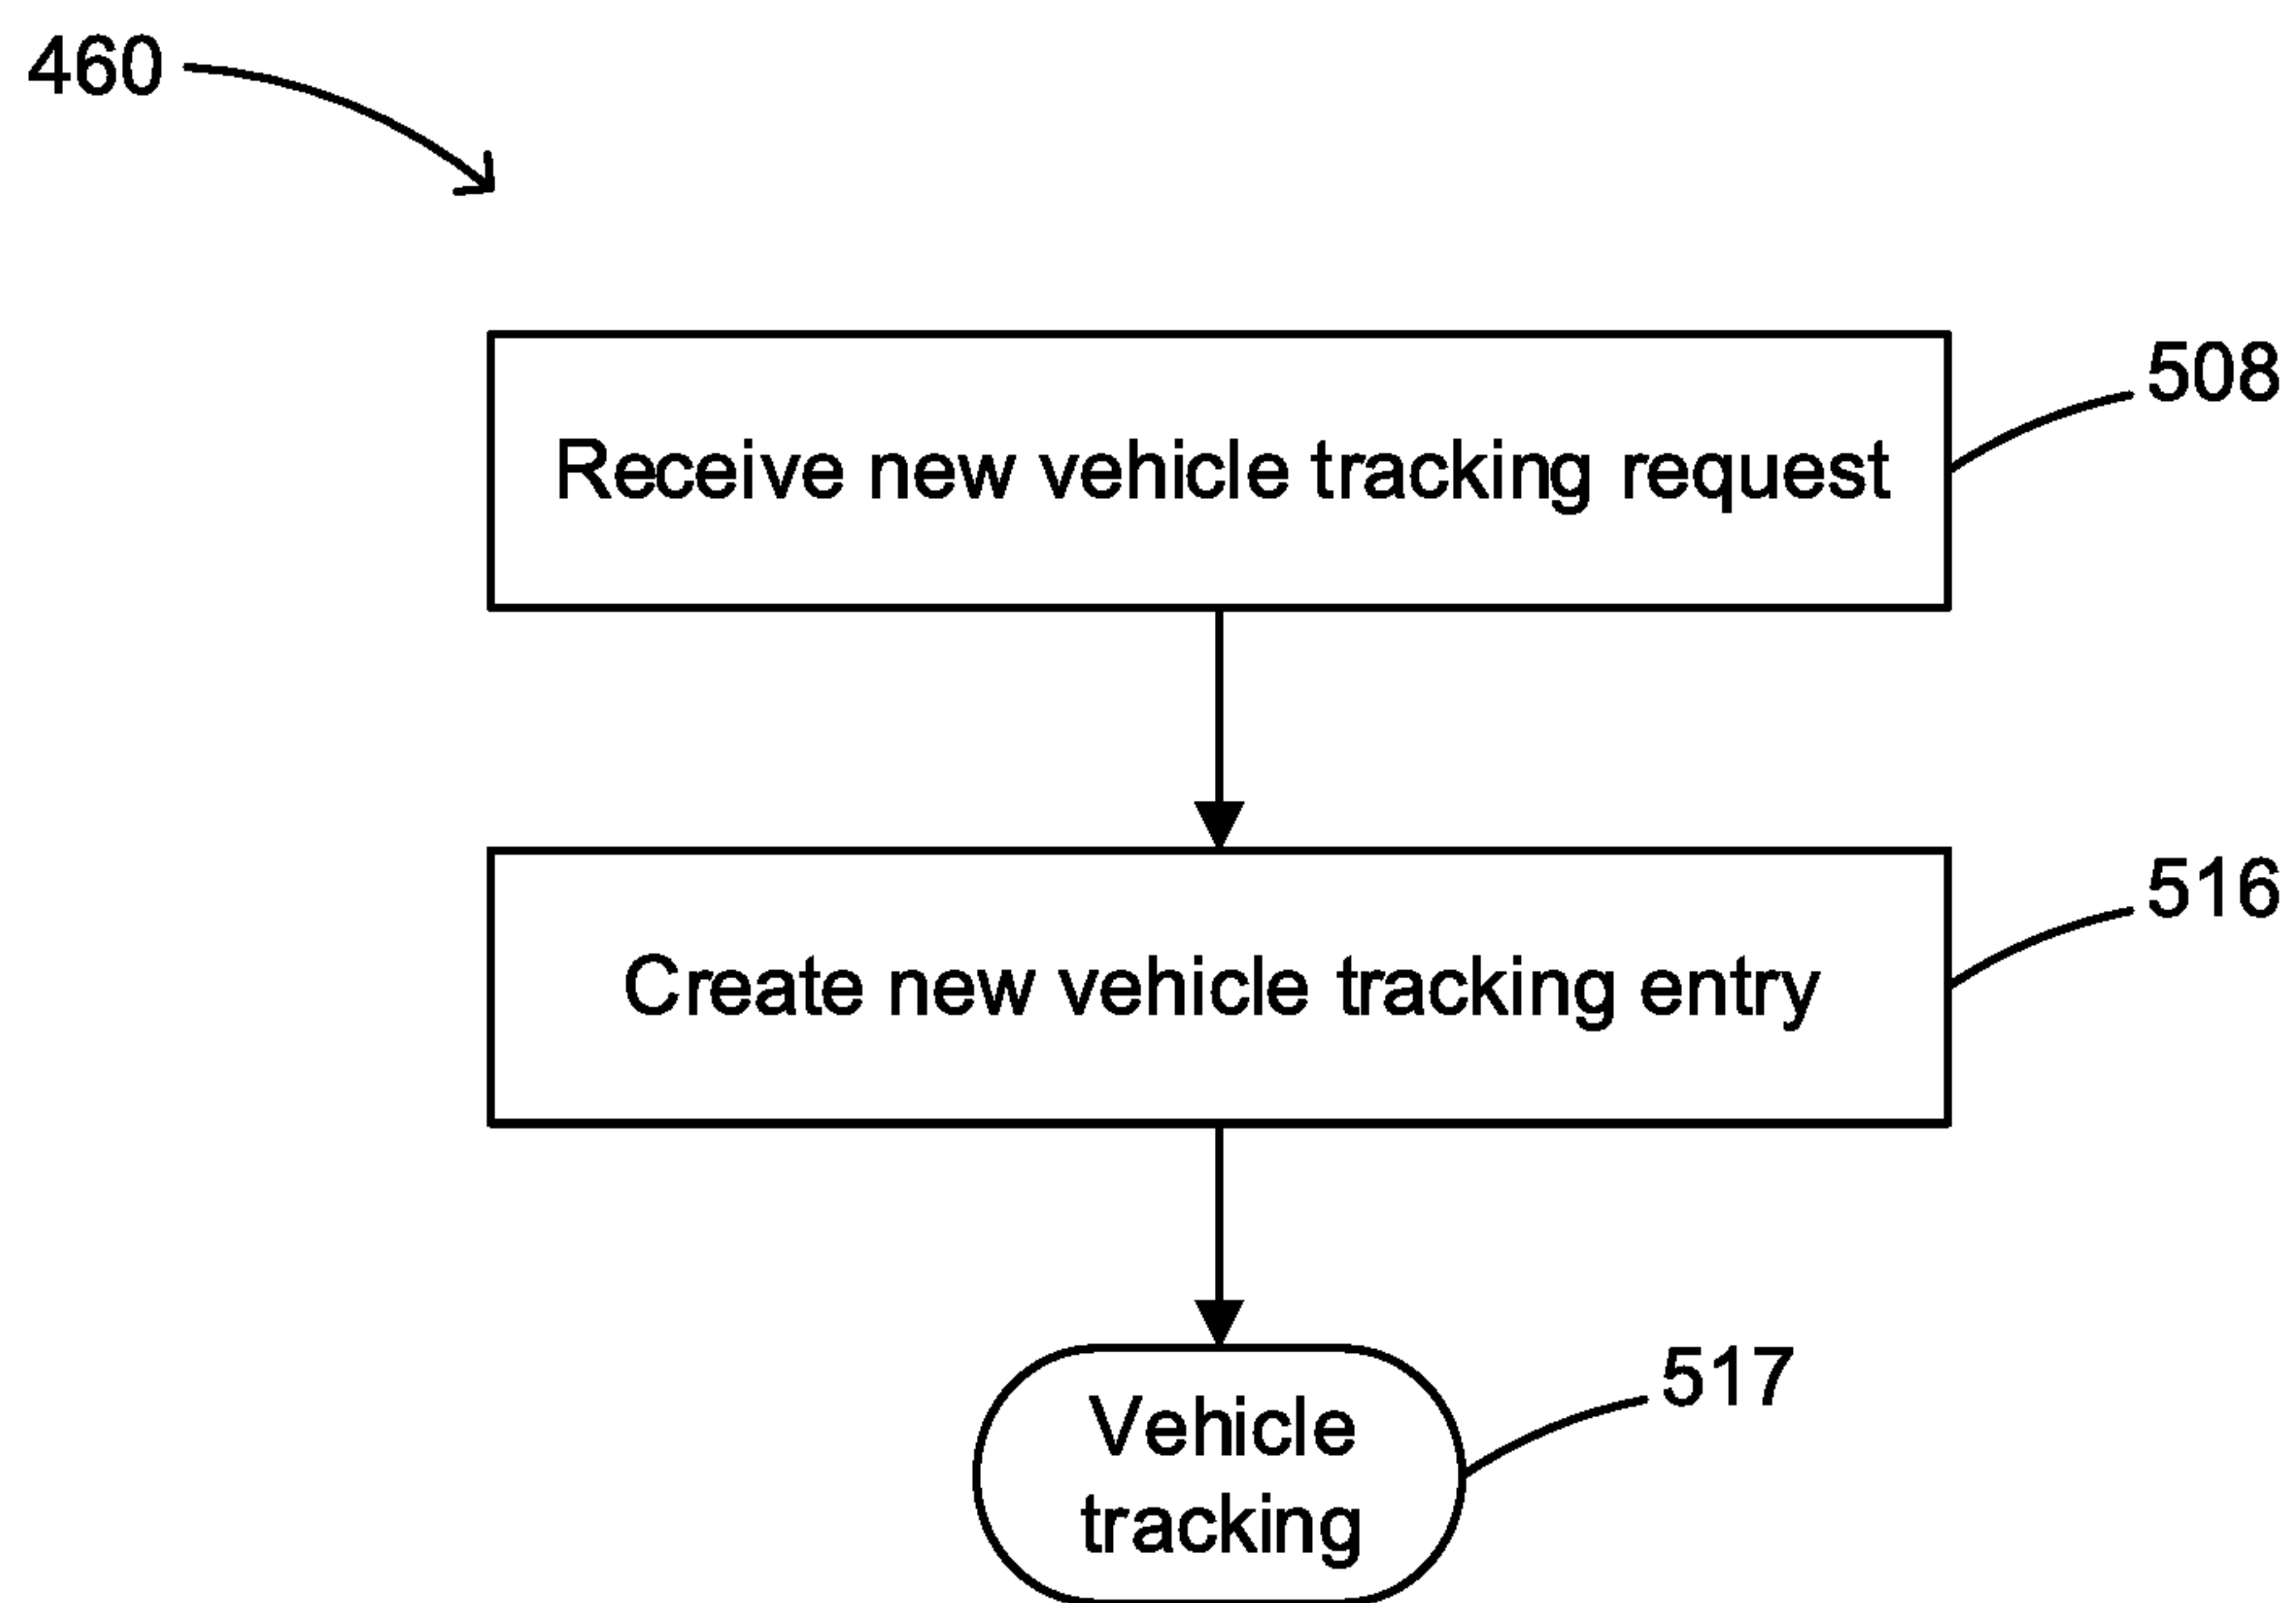 460
508
Receive new vehicle tracking request
516
Create new vehicle tracking entry
517
Vehicle
tracking